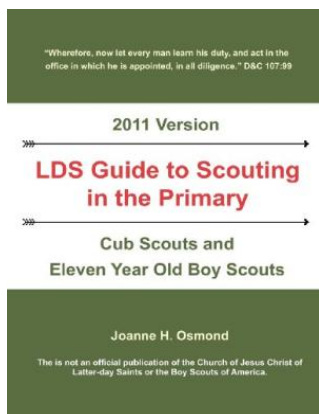 "Wherefore, now let every man learn his duty, and act in the
office in which he is appointed, in all diligence." D&C 107:99
2011 Version
LDS Guide to Scouting
in the Primary
Cub Scouts and
Eleven Year Old Boy Scouts
Joanne H. Osmond
The is not an official publication of the Church of Jesus Christ of
Latter-day Saints or the Boy Scouts of America.